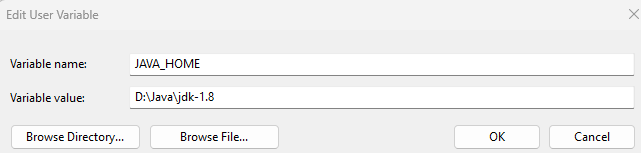 Edit User Variable
Variable name: JAVA_HOME
Variable value: D:\Java\jdk-1.8
Browse Directory... Browse File... OK Cancel